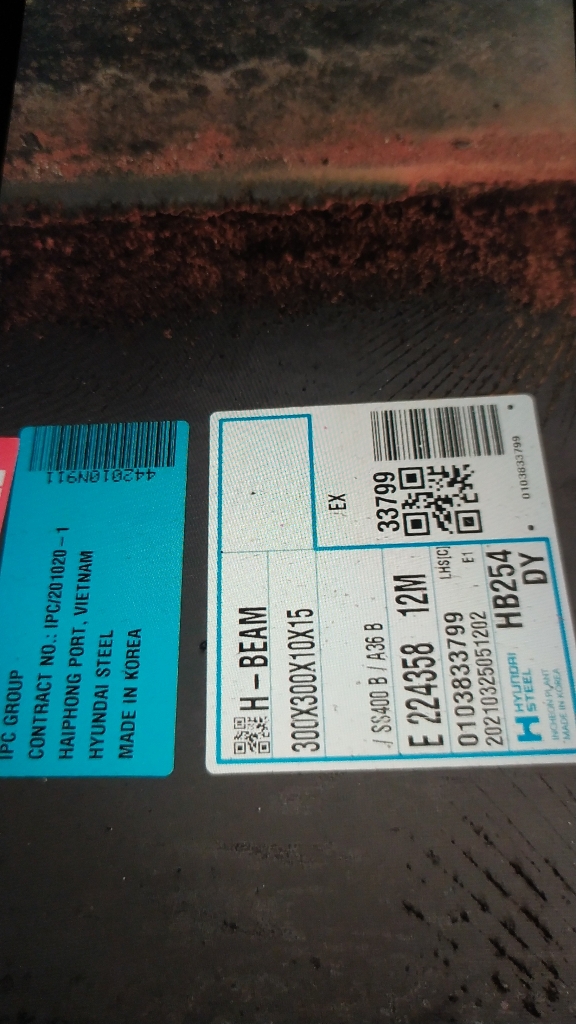 IPC GROUP
CONTRACT NO.: IPC/201020-1
HAIPHONG PORT, VIETNAM
HYUNDAI STEEL
MADE IN KOREA
442010N911
H-BEAM
300X300X10X15
/ SS400 B / A36 B
E 224358 12M
0103833799
LHS[C]
20210325051202
E1
HB254
DY
HYUNDAI
STEEL
INCHEON PLANT
"MADE IN KOREA"
EX
33799
0103833799